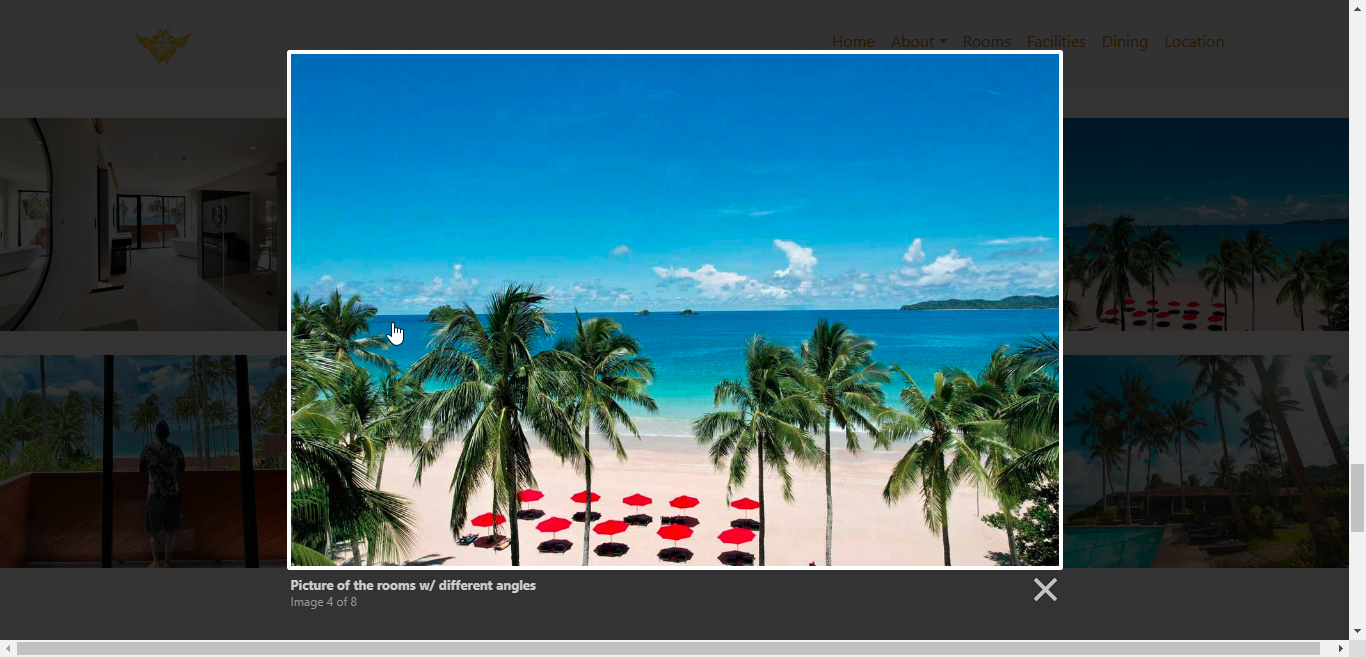 Home About Rooms Facilities Dining Location
Picture of the rooms w/ different angles
Image 4 of 8